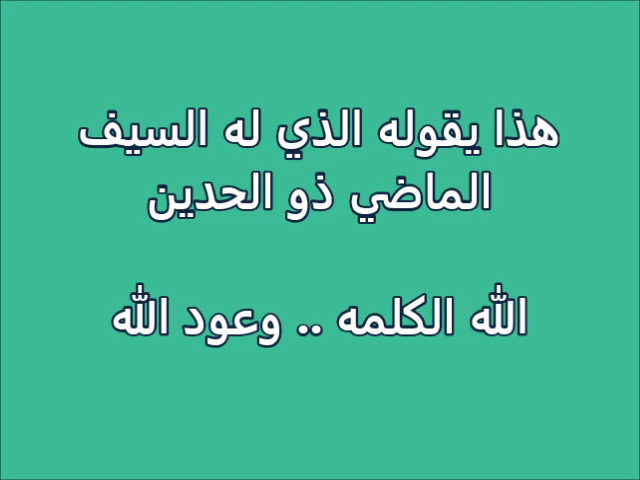 هذا يقوله الذي له السيف
الماضي ذو الحدين
الله الكلمه .. وعود الله